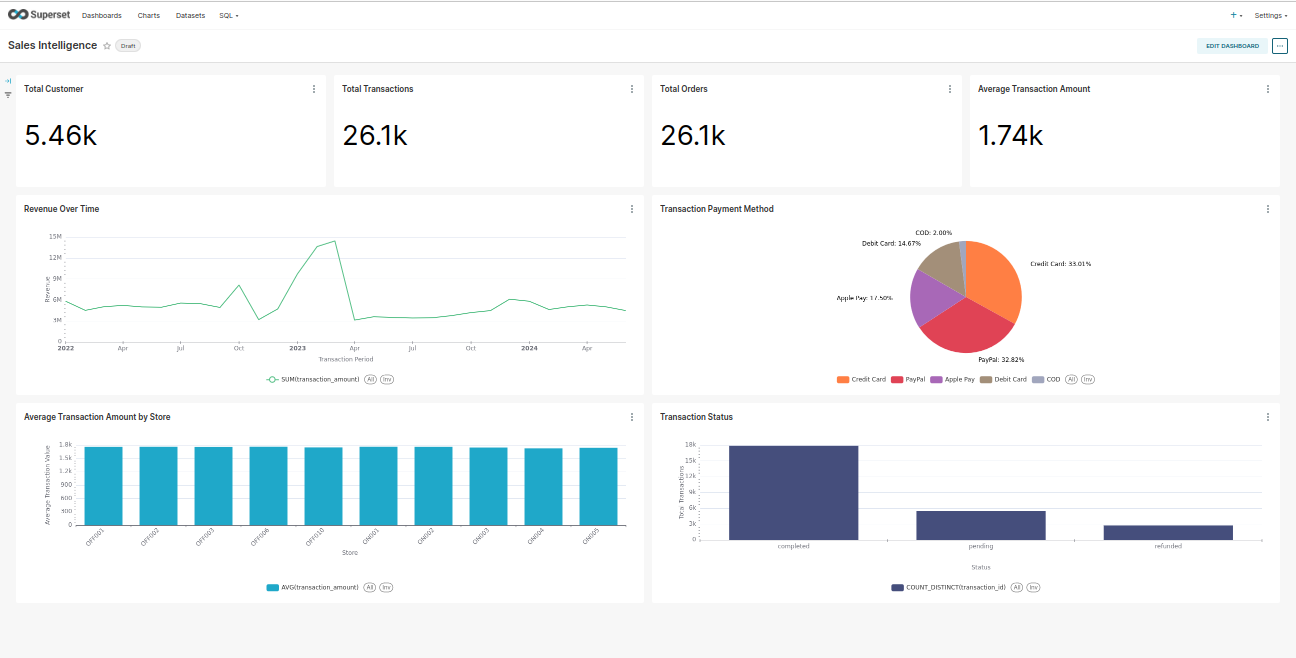 Superset Dashboards Charts Datasets SQL + Settings
Sales Intelligence Draft EDIT DASHBOARD ...
Total Customer
5.46k
Total Transactions
26.1k
Total Orders
26.1k
Average Transaction Amount
1.74k
Revenue Over Time
15M
12M
9M
6M
3M
0
Revenue
2022 Apr Jul Oct 2023 Apr Jul Oct 2024 Apr
Transaction Period
SUM(transaction_amount) All Inv
Transaction Payment Method
COD: 2.00%
Debit Card: 14.67%
Credit Card: 33.01%
Apple Pay: 17.50%
PayPal: 32.82%
Credit Card PayPal Apple Pay Debit Card COD All Inv
Average Transaction Amount by Store
1.8k
1.5k
1.2k
900
600
300
0
Average Transaction Value
OFF001 OFF002 OFF003 OFF006 OFF010 ON001 ON002 ON003 ON004 ON005
Store
AVG(transaction_amount) All Inv
Transaction Status
18k
15k
12k
9k
6k
3k
0
Total Transactions
completed pending refunded
Status
COUNT_DISTINCT(transaction_id) All Inv